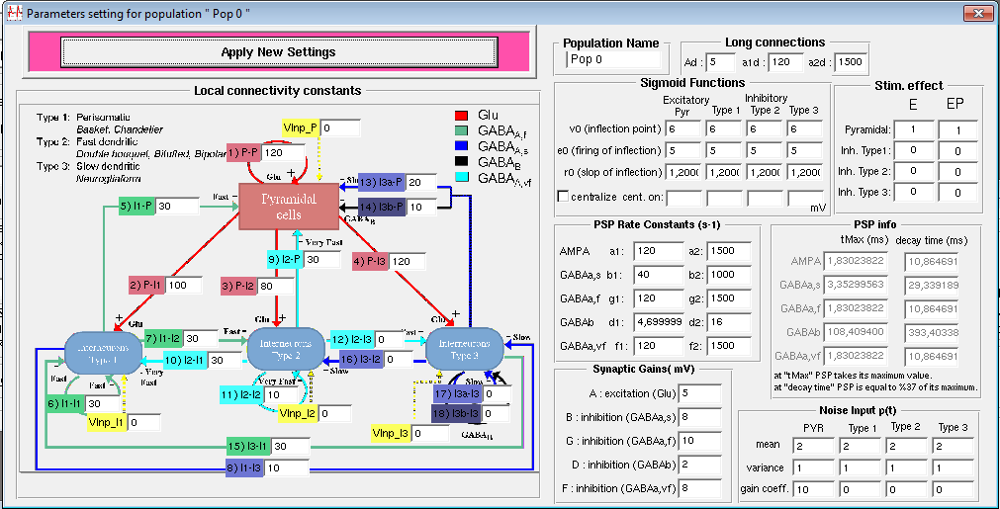 Parameters setting for population " Pop 0 "
Apply New Settings
Population Name
Pop 0
Long connections
Ad : 5 a1d : 120 a2d : 1500
Local connectivity constants
Type 1: Perisomatic
Basket, Chandelier
Type 2: Fast dendritic
Double bouquet, Bitufted, Bipolar
Type 3: Slow dendritic
Neurogliaform
Glu
GABAA,f
GABAA,s
GABAB
GABAA,vf
VInp_P 0
1) P-P 120
Glu +
Pyramidal cells
13) I3a-P 20
14) I3b-P 10
GABAB
5) I1-P 30
Fast −
− Very Fast
9) I2-P 30
4) P-I3 120
2) P-I1 100
3) P-I2 80
+ Glu
Glu +
Glu +
7) I1-I2 30
Fast −
12) I2-I3 0
− Slow
Interneurons Type 1
Interneurons Type 2
Interneurons Type 3
10) I2-I1 30
− Very Fast
16) I3-I2 0
− Slow
Fast
Fast −
Very Fast −
Slow
6) I1-I1 30
11) I2-I2 10
17) I3a-I3 0
18) I3b-I3 0
VInp_I1 0
VInp_I2 0
VInp_I3 0
GABAB
15) I3-I1 30
8) I1-I3 10
Sigmoid Functions
Excitatory Inhibitory
Pyr Type 1 Type 2 Type 3
v0 (inflection point) 6 6 6 6
e0 (firing of inflection) 5 5 5 5
r0 (slop of inflection) 1,2000 1,2000 1,2000 1,2000
centralize cent. on:
mV
Stim. effect
E EP
Pyramidal: 1 1
Inh. Type1: 0 0
Inh. Type 2: 0 0
Inh. Type 3: 0 0
PSP Rate Constants (s-1)
AMPA a1: 120 a2: 1500
GABAa,s b1: 40 b2: 1000
GABAa,f g1: 120 g2: 1500
GABAb d1: 4,699999 d2: 16
GABAa,vf f1: 120 f2: 1500
PSP info
tMax (ms) decay time (ms)
AMPA 1,83023822 10,864691
GABAa,s 3,35299563 29,339189
GABAa,f 1,83023822 10,864691
GABAb 108,409400 393,40338
GABAa,vf 1,83023822 10,864691
at "tMax" PSP takes its maximum value.
at "decay time" PSP is equal to %37 of its maximum.
Synaptic Gains( mV)
A : excitation (Glu) 5
B : inhibition (GABAa,s) 8
G : inhibition (GABAa,f) 10
D : inhibition (GABAb) 2
F : inhibition (GABAa,vf) 8
Noise Input p(t)
PYR Type 1 Type 2 Type 3
mean 2 2 2 2
variance 1 1 1 1
gain coeff. 10 0 0 0